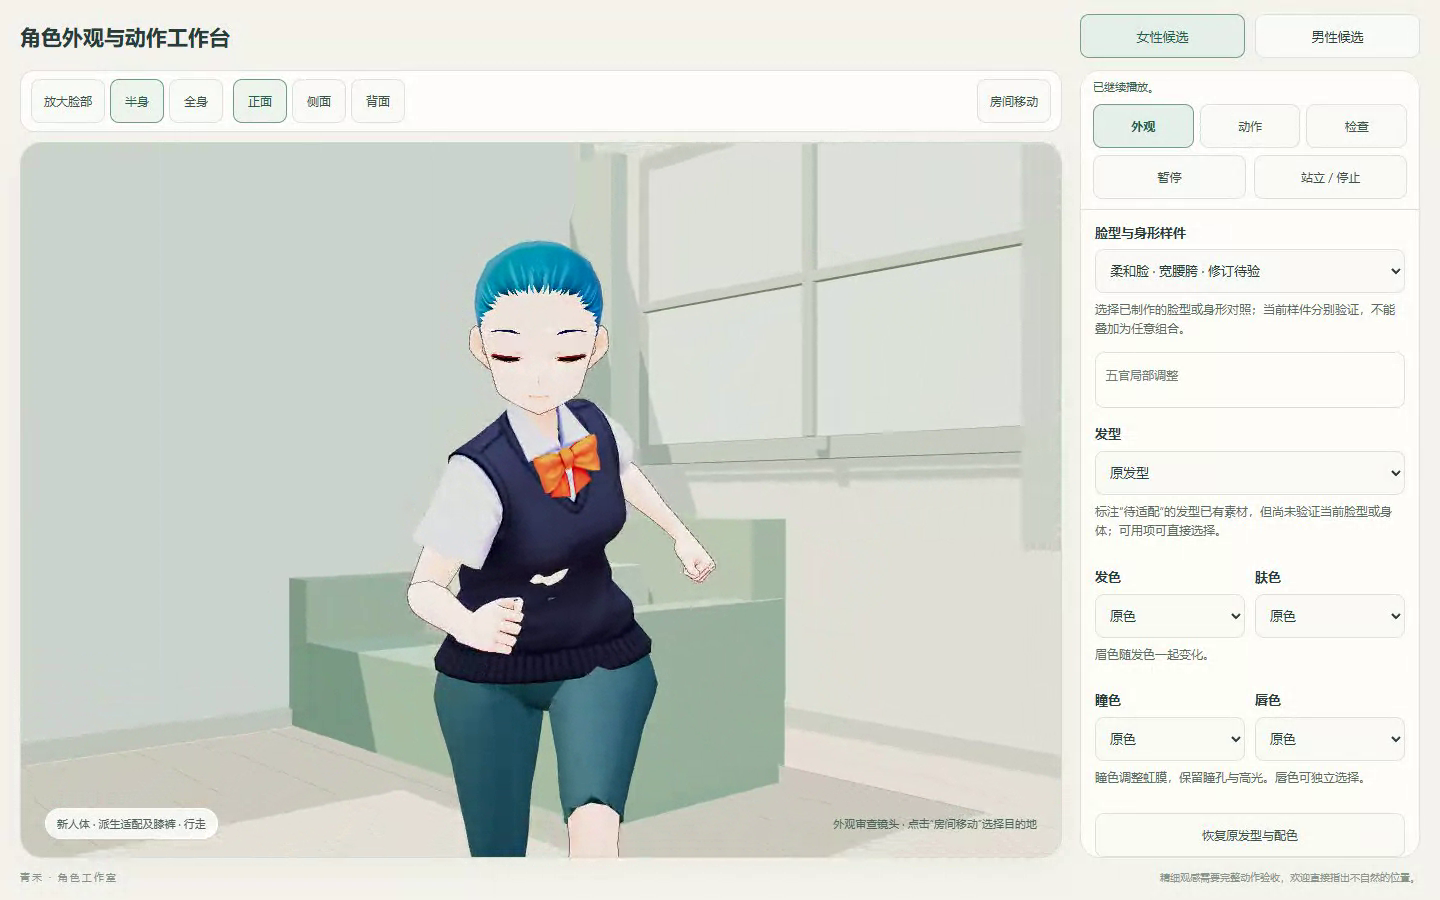 角色外观与动作工作台
女性候选
男性候选
放大脸部
半身
全身
正面
侧面
背面
房间移动
已继续播放。
外观
动作
检查
暂停
站立 / 停止
脸型与身形样件
柔和脸 · 宽腰胯 · 修订待验
选择已制作的脸型或身形对照；当前样件分别验证，不能
叠加为任意组合。
五官局部调整
发型
原发型
标注“待适配”的发型已有素材，但尚未验证当前脸型或身
体；可用项可直接选择。
发色
肤色
原色
原色
眉色随发色一起变化。
瞳色
唇色
原色
原色
瞳色调整虹膜，保留瞳孔与高光。唇色可独立选择。
恢复原发型与配色
新人体 · 派生适配及膝裤 · 行走
外观审查镜头 · 点击“房间移动”选择目的地
青禾 · 角色工作室
精细观感需要完整动作验收，欢迎直接指出不自然的位置。